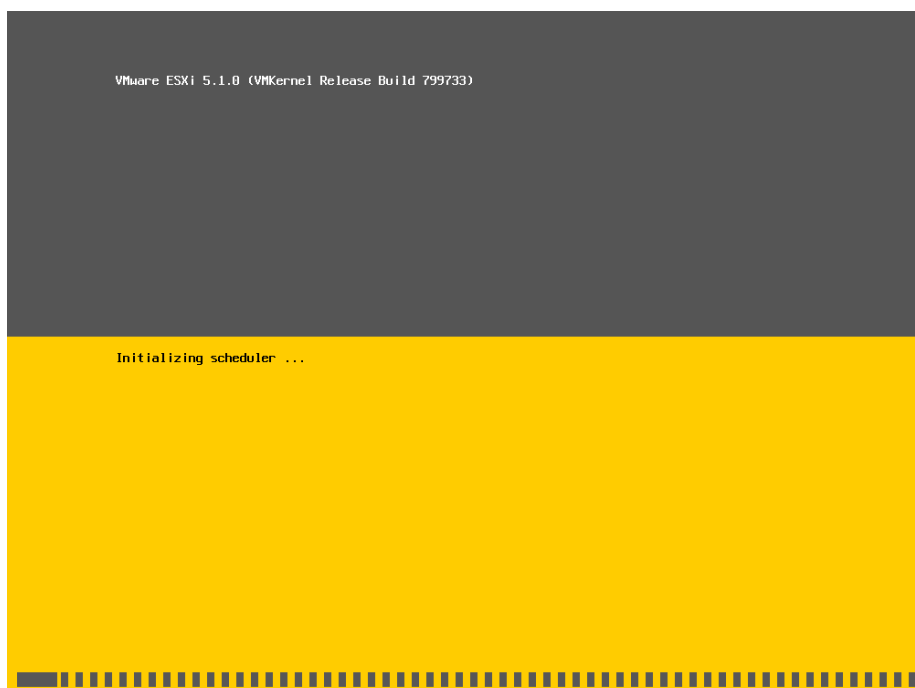 VMware ESXi 5.1.0 (VMKernel Release Build 799733)
Initializing scheduler ...